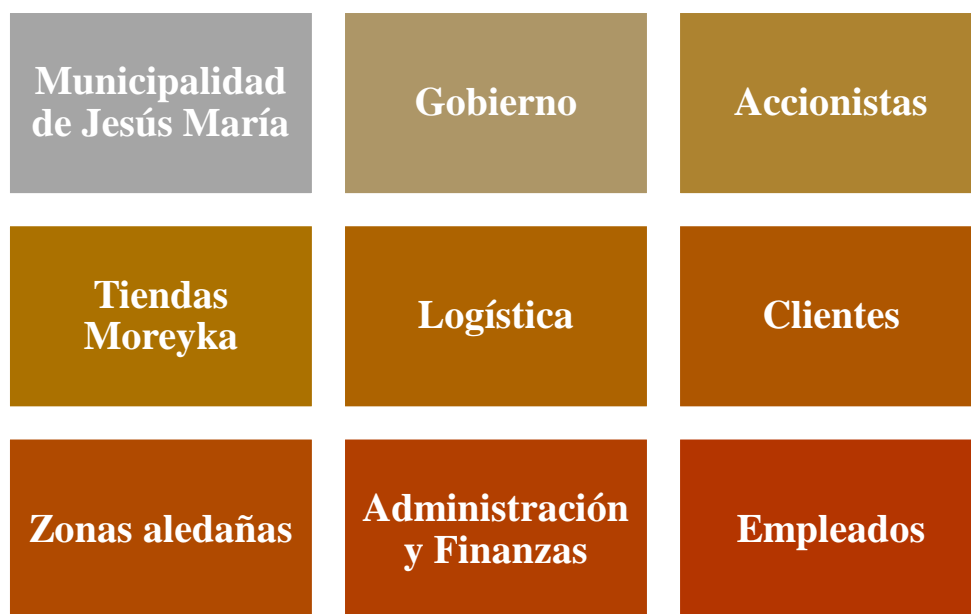 Municipalidad
de Jesús María
Gobierno
Accionistas
Tiendas
Moreyka
Logística
Clientes
Zonas aledañas
Administración
y Finanzas
Empleados